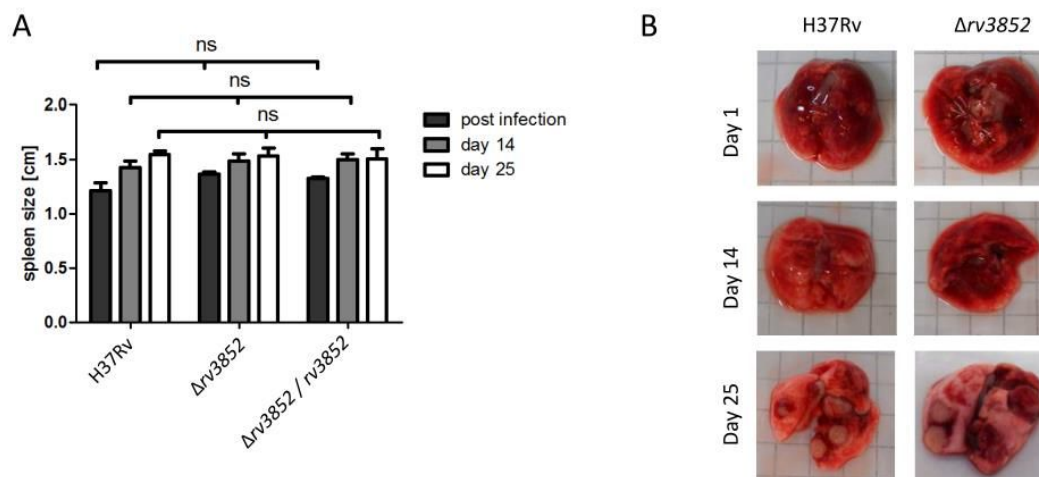 A
ns
ns
ns
2.0
1.5
1.0
0.5
0.0
spleen size [cm]
post infection
day 14
day 25
H37Rv
Δrv3852
Δrv3852 / rv3852
B
H37Rv
Δrv3852
Day 1
Day 14
Day 25